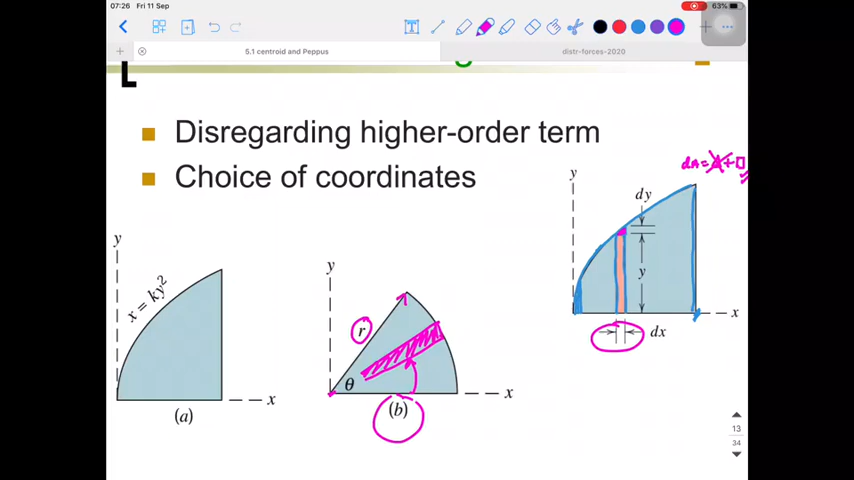 07:26 Fri 11 Sep
63%
5.1 centroid and Peppus
distr-forces-2020
Disregarding higher-order term
Choice of coordinates
dA=Δ+□
y
dy
y
x
dx
y
x = ky²
x
(a)
y
r
θ
x
(b)
13
34